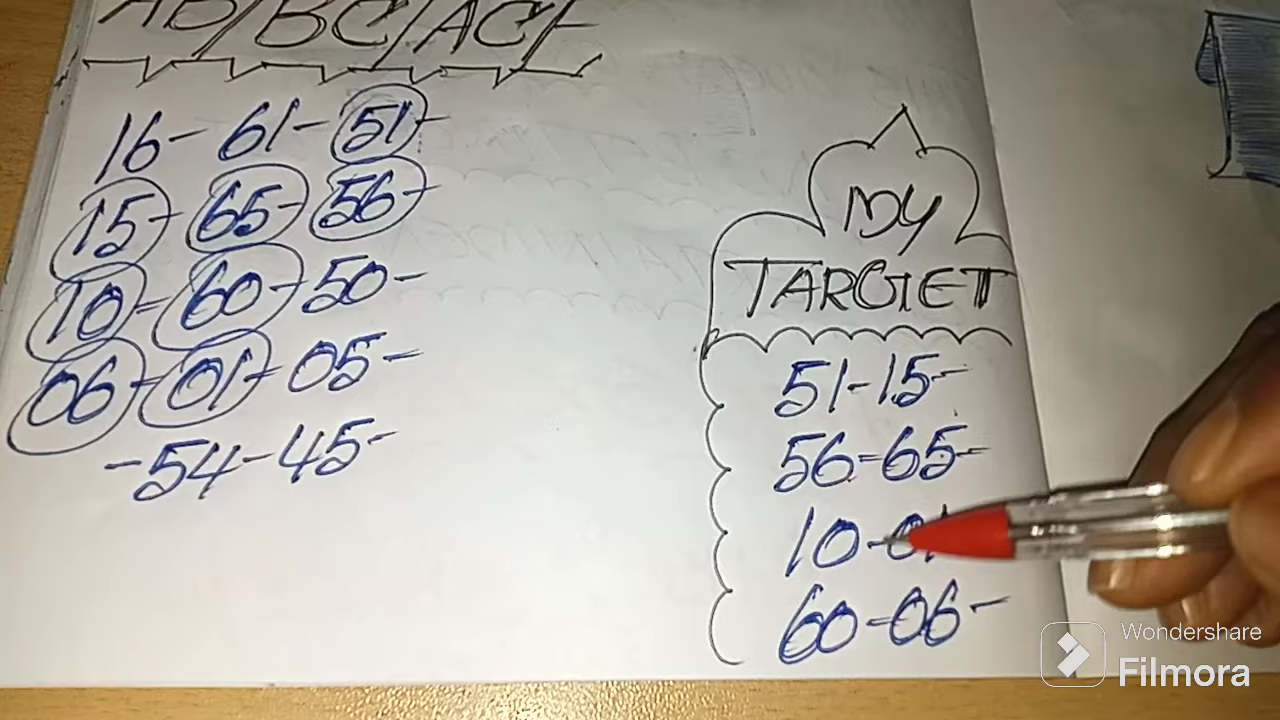 AB/BC/AC/-
16- 61- 51-
15- 65- 56-
10- 60- 50-
06- 01- 05-
-54-45-
MY
TARGET
51-15-
56-65-
10-01
60-06-
Wondershare
Filmora